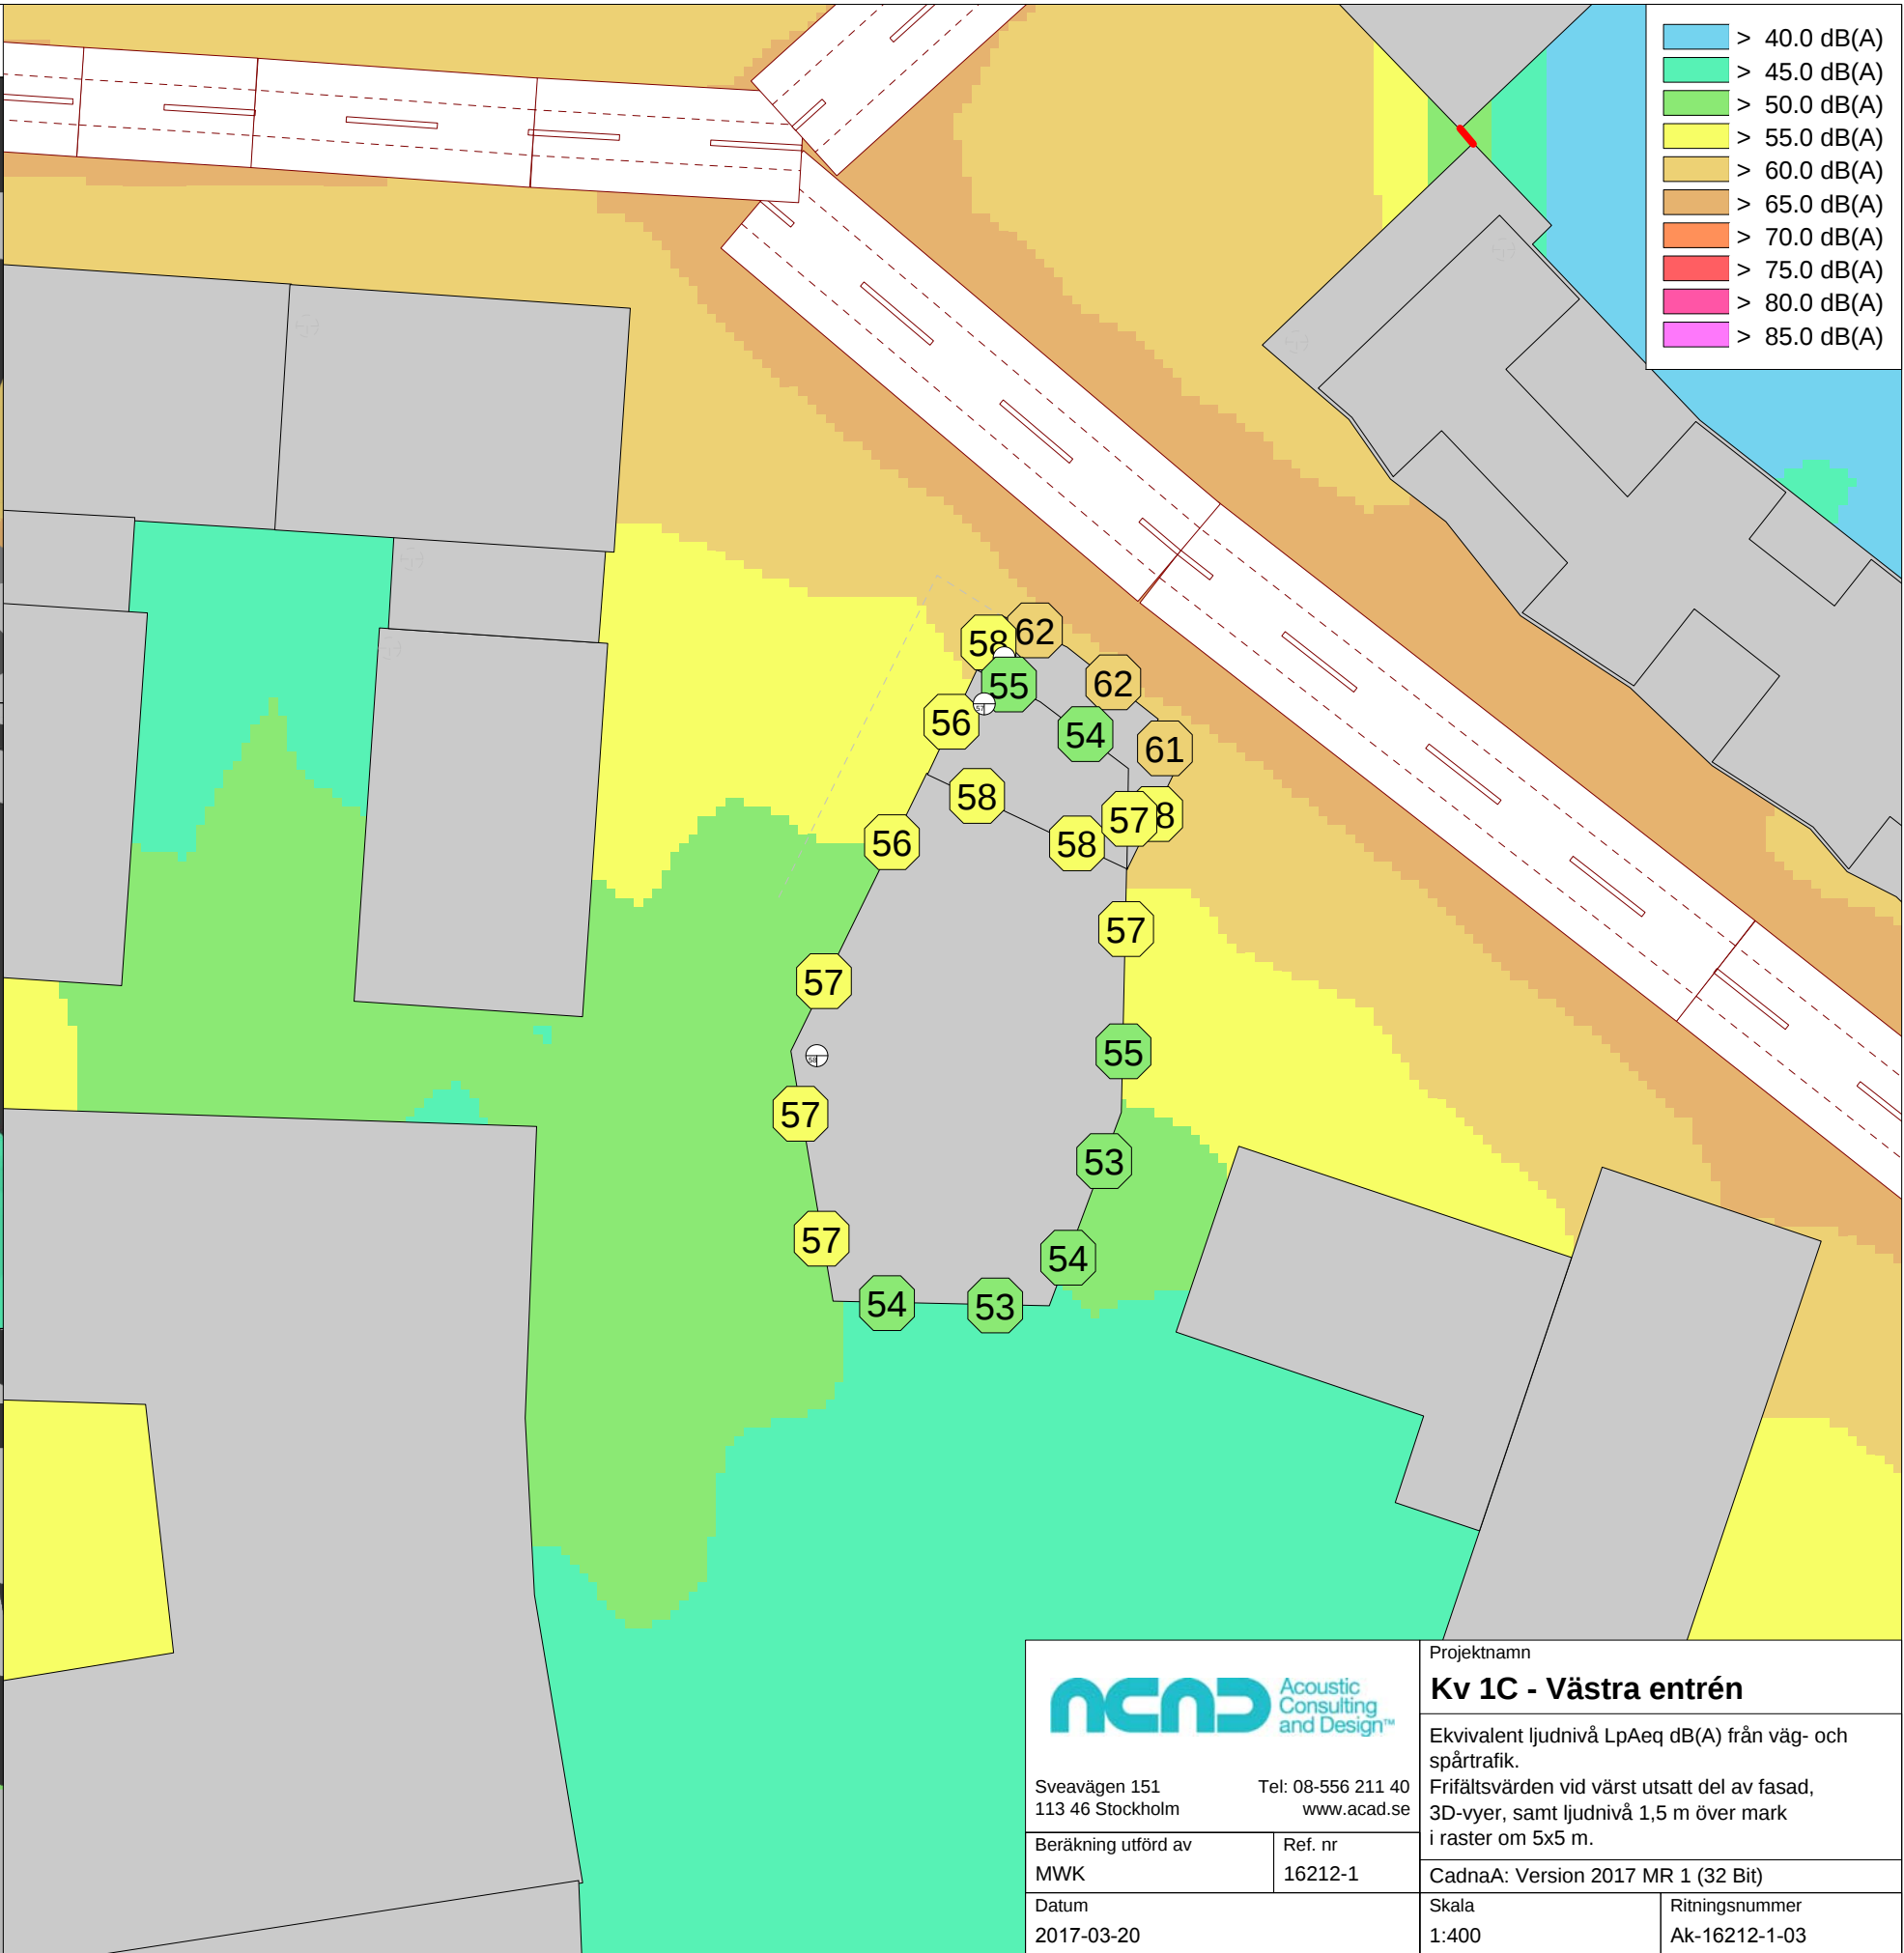 > 40.0 dB(A)
> 45.0 dB(A)
> 50.0 dB(A)
> 55.0 dB(A)
> 60.0 dB(A)
> 65.0 dB(A)
> 70.0 dB(A)
> 75.0 dB(A)
> 80.0 dB(A)
> 85.0 dB(A)
58
62
55
62
56
54
61
58
57
8
56
58
57
57
55
57
53
57
54
54
53
ACAD Acoustic
Consulting
and Design™
Sveavägen 151
113 46 Stockholm
Tel: 08-556 211 40
www.acad.se
Beräkning utförd av
MWK
Ref. nr
16212-1
Datum
2017-03-20
Projektnamn
Kv 1C - Västra entrén
Ekvivalent ljudnivå LpAeq dB(A) från väg- och
spårtrafik.
Frifältsvärden vid värst utsatt del av fasad,
3D-vyer, samt ljudnivå 1,5 m över mark
i raster om 5x5 m.
CadnaA: Version 2017 MR 1 (32 Bit)
Skala
1:400
Ritningsnummer
Ak-16212-1-03